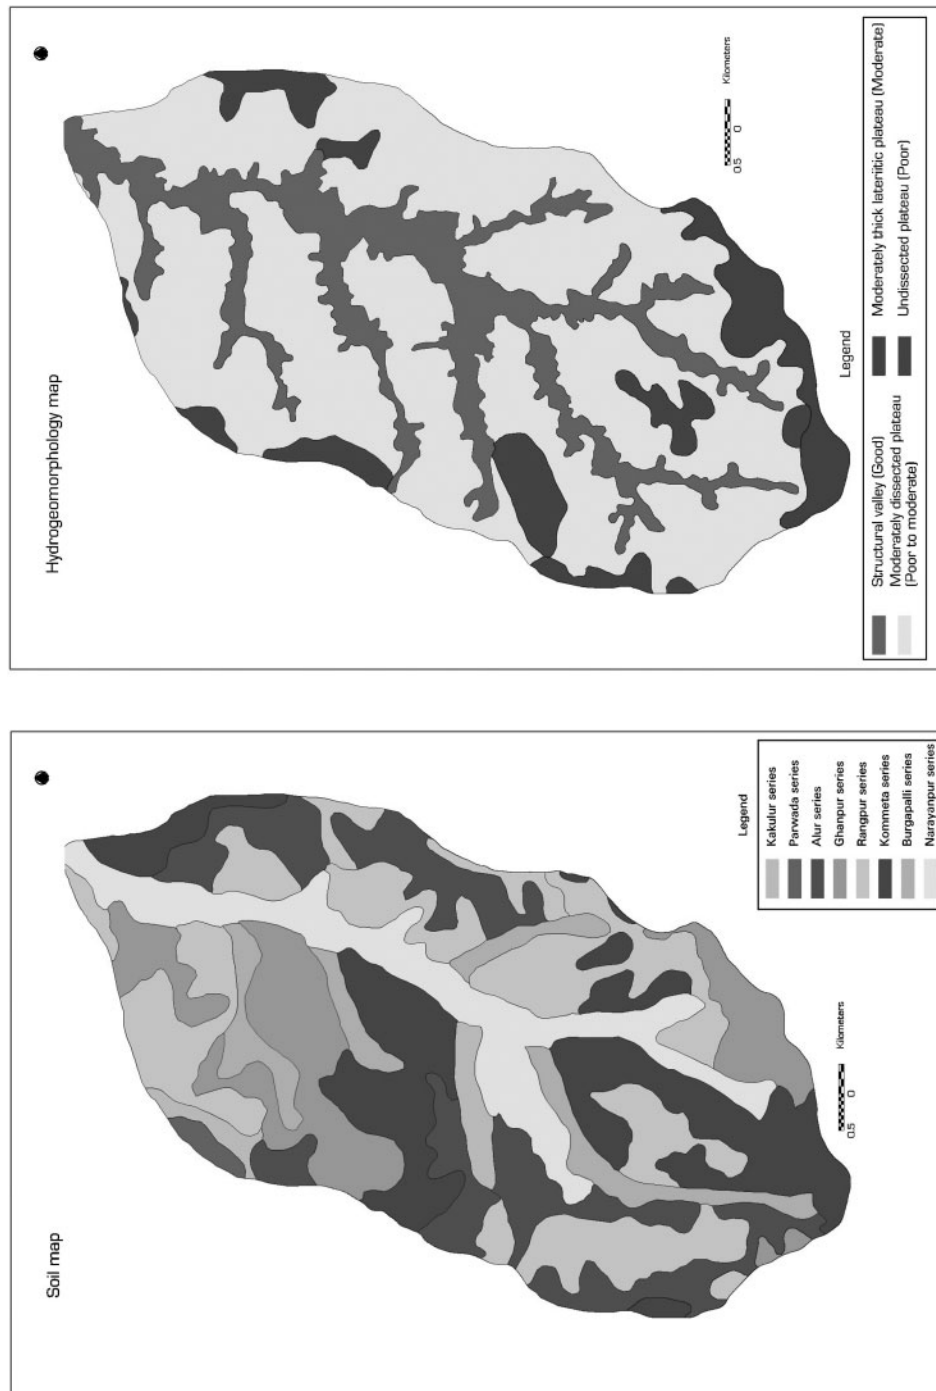 Hydrogeomorphology map
0.5 0 Kilometers
Legend
Structural valley (Good)
Moderately dissected plateau
(Poor to moderate)
Moderately thick lateritic plateau (Moderate)
Undissected plateau (Poor)
Soil map
0.5 0 Kilometers
Legend
Kakulur series
Parwada series
Alur series
Ghanpur series
Rangpur series
Kommeta series
Burgapalli series
Narayanpur series